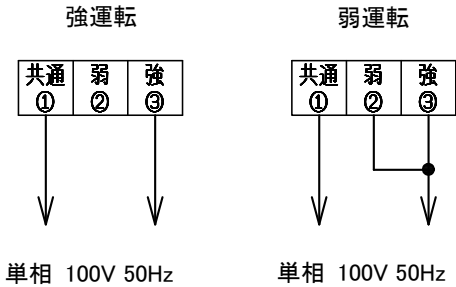 強運転
弱運転
共通 弱 強
① ② ③
共通 弱 強
① ② ③
単相 100V 50Hz
単相 100V 50Hz